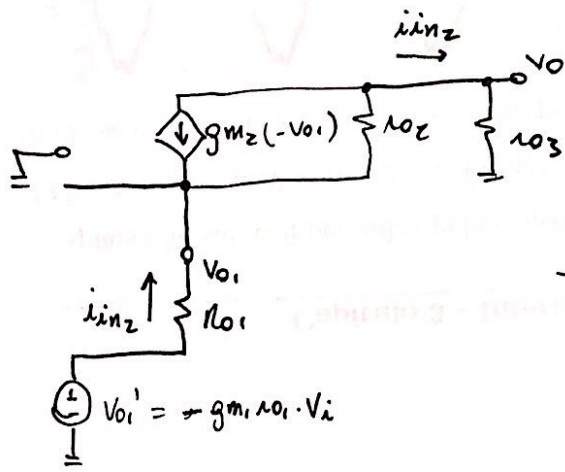 iin2
vo
gm2(-vo1)
ro2
ro3
vo1
iin2
ro1
vo1' = - gm1 ro1 · Vi